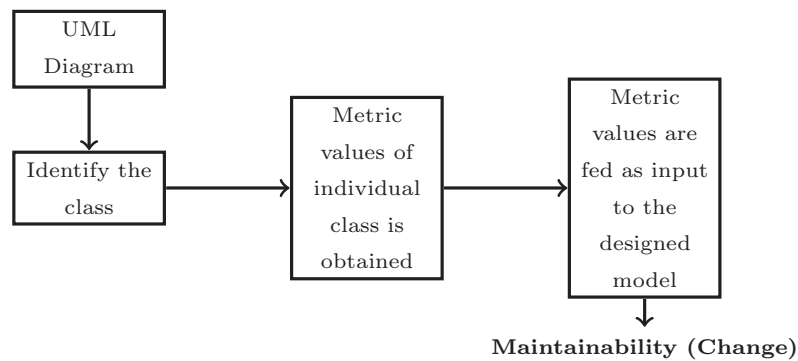 UML
Diagram
Identify the
class
Metric
values of
individual
class is
obtained
Metric
values are
fed as input
to the
designed
model
Maintainability (Change)